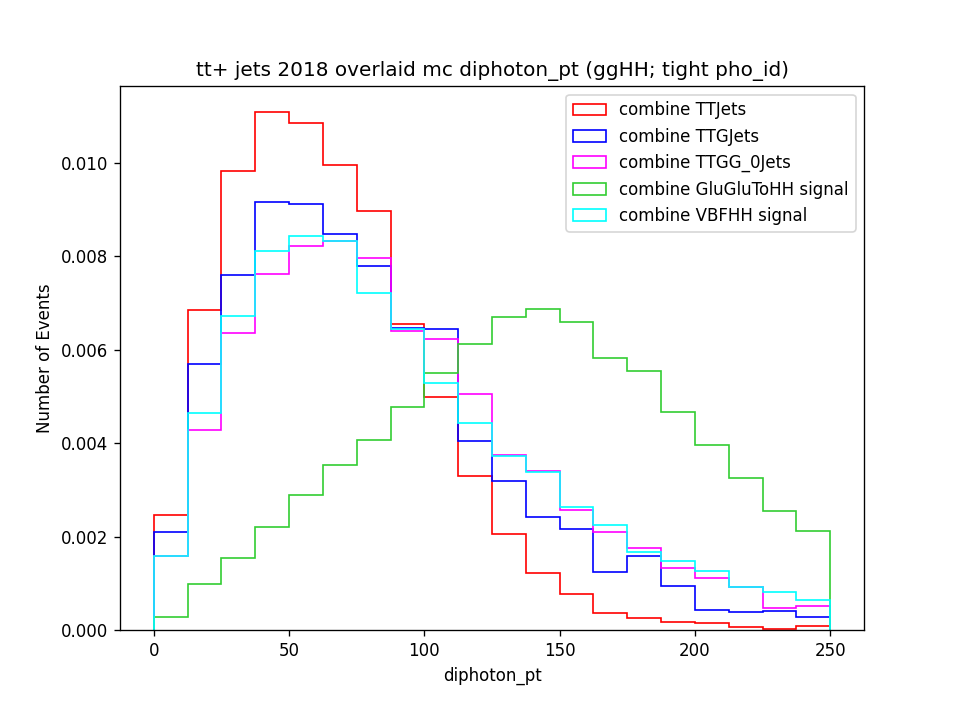 tt+ jets 2018 overlaid mc diphoton_pt (ggHH; tight pho_id)
combine TTJets
combine TTGJets
combine TTGG_0Jets
combine GluGluToHH signal
combine VBFHH signal
Number of Events
0.010
0.008
0.006
0.004
0.002
0.000
0 50 100 150 200 250
diphoton_pt